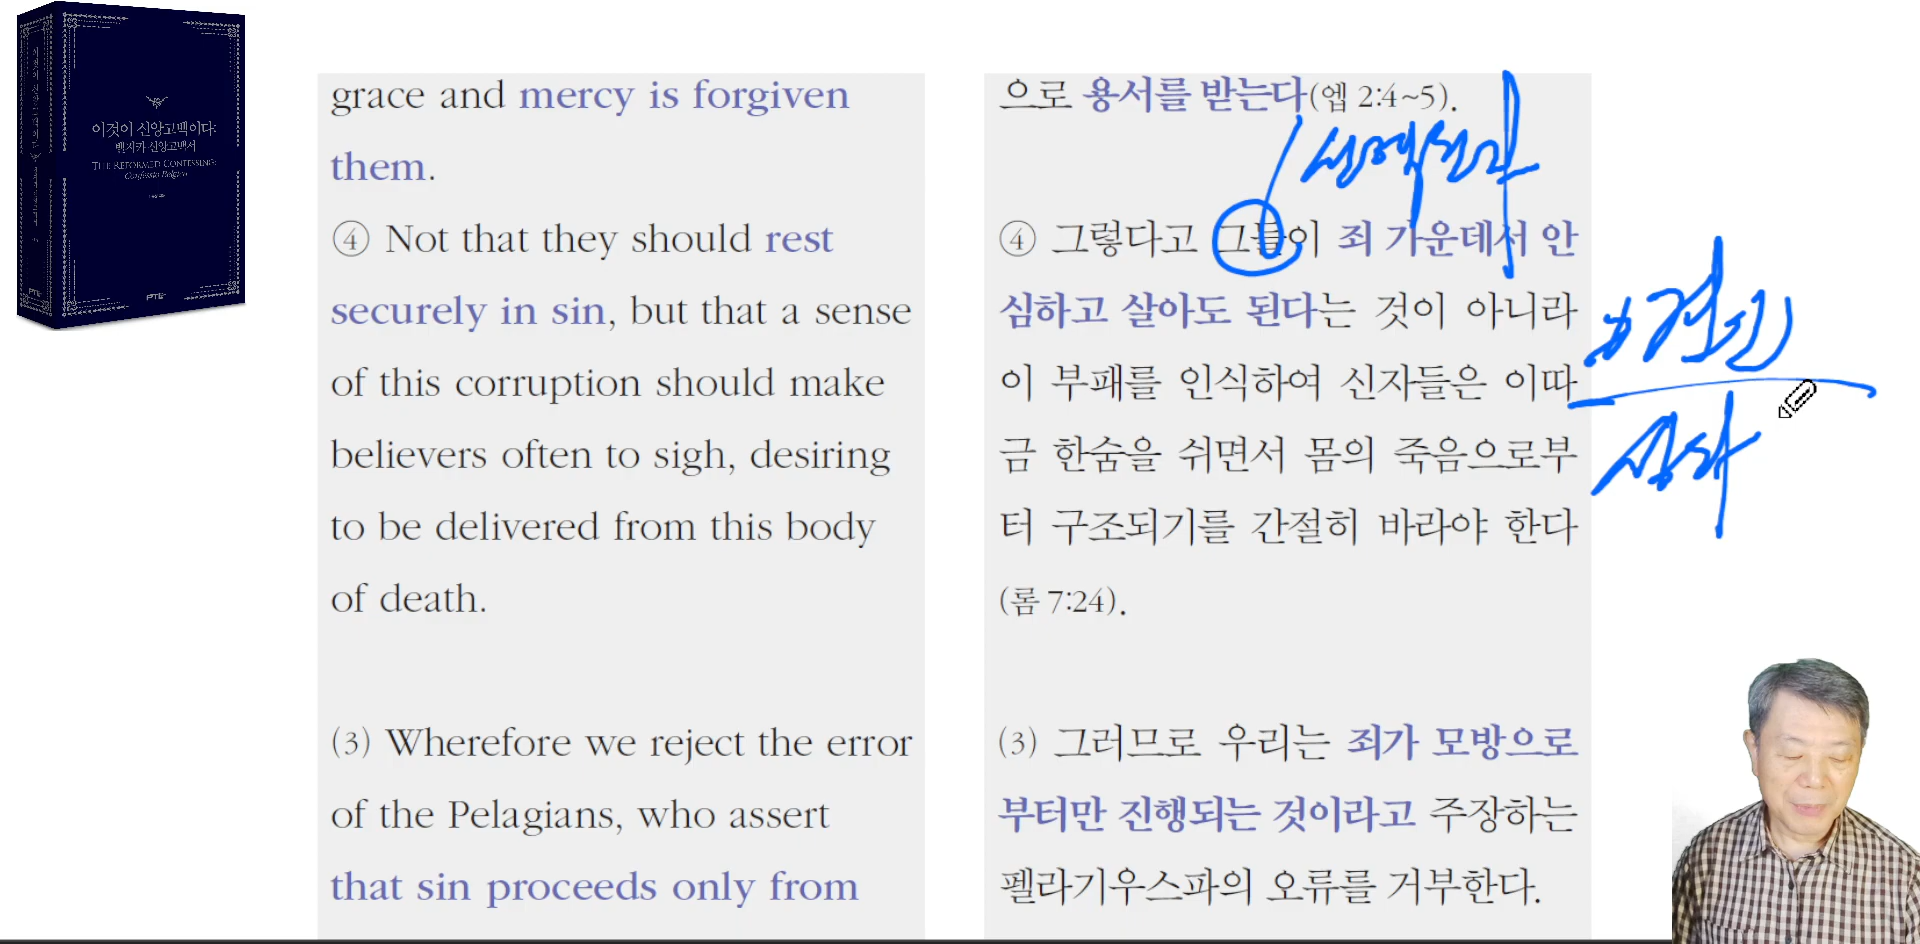 이것이 신앙고백이다:
벨지카 신앙고백서
THE REFORMED CONFESSING:
Confessio Belgica
grace and mercy is forgiven
them.
④ Not that they should rest
securely in sin, but that a sense
of this corruption should make
believers often to sigh, desiring
to be delivered from this body
of death.
(3) Wherefore we reject the error
of the Pelagians, who assert
that sin proceeds only from
으로 용서를 받는다(엡 2:4~5).
④ 그렇다고 그들이 죄 가운데서 안
심하고 살아도 된다는 것이 아니라
이 부패를 인식하여 신자들은 이따
금 한숨을 쉬면서 몸의 죽음으로부
터 구조되기를 간절히 바라야 한다
(롬 7:24).
(3) 그러므로 우리는 죄가 모방으로
부터만 진행되는 것이라고 주장하는
펠라기우스파의 오류를 거부한다.